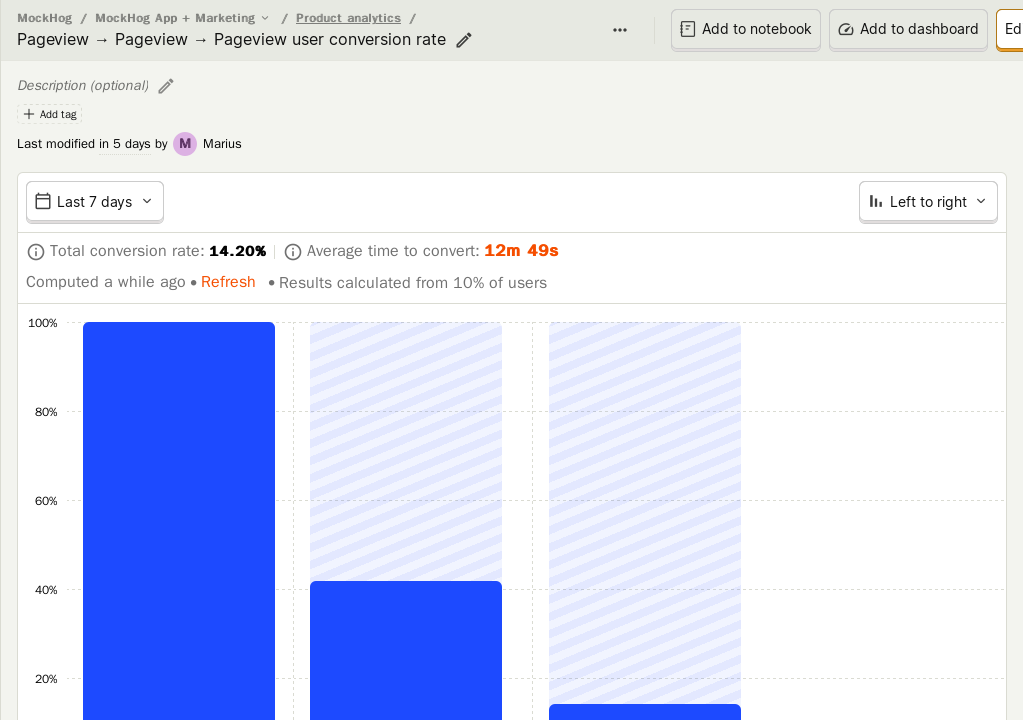 MockHog / MockHog App + Marketing / Product analytics /
Pageview → Pageview → Pageview user conversion rate
Add to notebook
Add to dashboard
Ed
Description (optional)
Add tag
Last modified in 5 days by M Marius
Last 7 days
Left to right
Total conversion rate: 14.20%
Average time to convert: 12m 49s
Computed a while ago • Refresh • Results calculated from 10% of users
100%
80%
60%
40%
20%